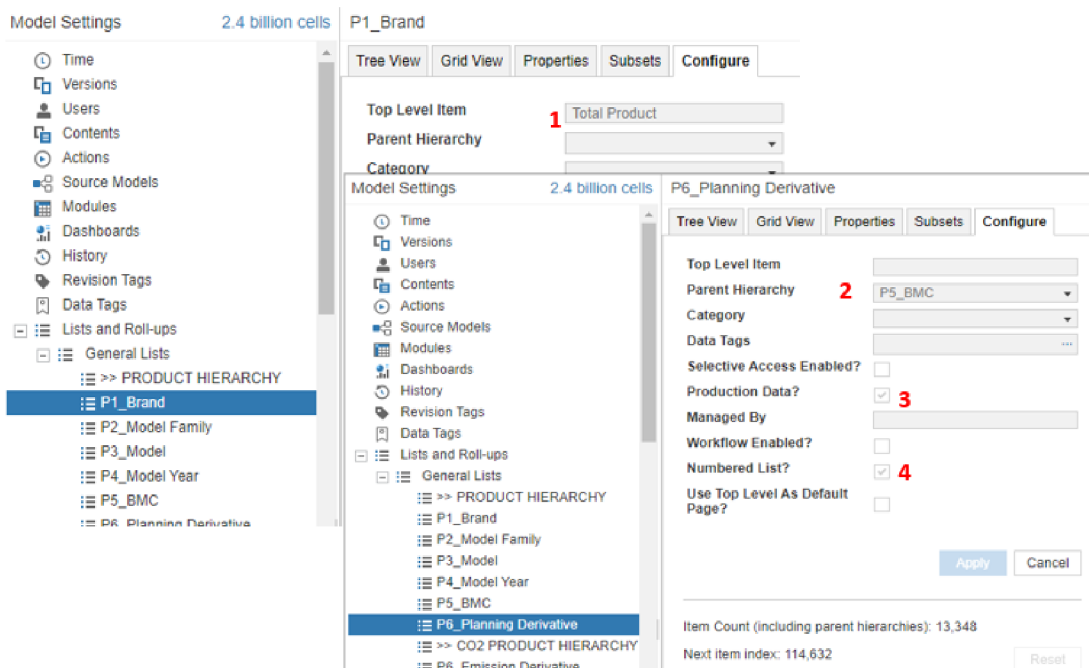 Model Settings 2.4 billion cells
Time
Versions
Users
Contents
Actions
Source Models
Modules
Dashboards
History
Revision Tags
Data Tags
Lists and Roll-ups
General Lists
>> PRODUCT HIERARCHY
P1_Brand
P2_Model Family
P3_Model
P4_Model Year
P5_BMC
P6_Planning Derivative
P1_Brand
Tree View Grid View Properties Subsets Configure
Top Level Item 1 Total Product
Parent Hierarchy
Category
Model Settings 2.4 billion cells
Time
Versions
Users
Contents
Actions
Source Models
Modules
Dashboards
History
Revision Tags
Data Tags
Lists and Roll-ups
General Lists
>> PRODUCT HIERARCHY
P1_Brand
P2_Model Family
P3_Model
P4_Model Year
P5_BMC
P6_Planning Derivative
>> CO2 PRODUCT HIERARCHY
P6_Emission Derivative
P6_Planning Derivative
Tree View Grid View Properties Subsets Configure
Top Level Item
Parent Hierarchy 2 P5_BMC
Category
Data Tags ...
Selective Access Enabled?
Production Data? 3
Managed By
Workflow Enabled?
Numbered List? 4
Use Top Level As Default
Page?
Apply Cancel
Item Count (including parent hierarchies): 13,348
Next item index: 114,632
Reset